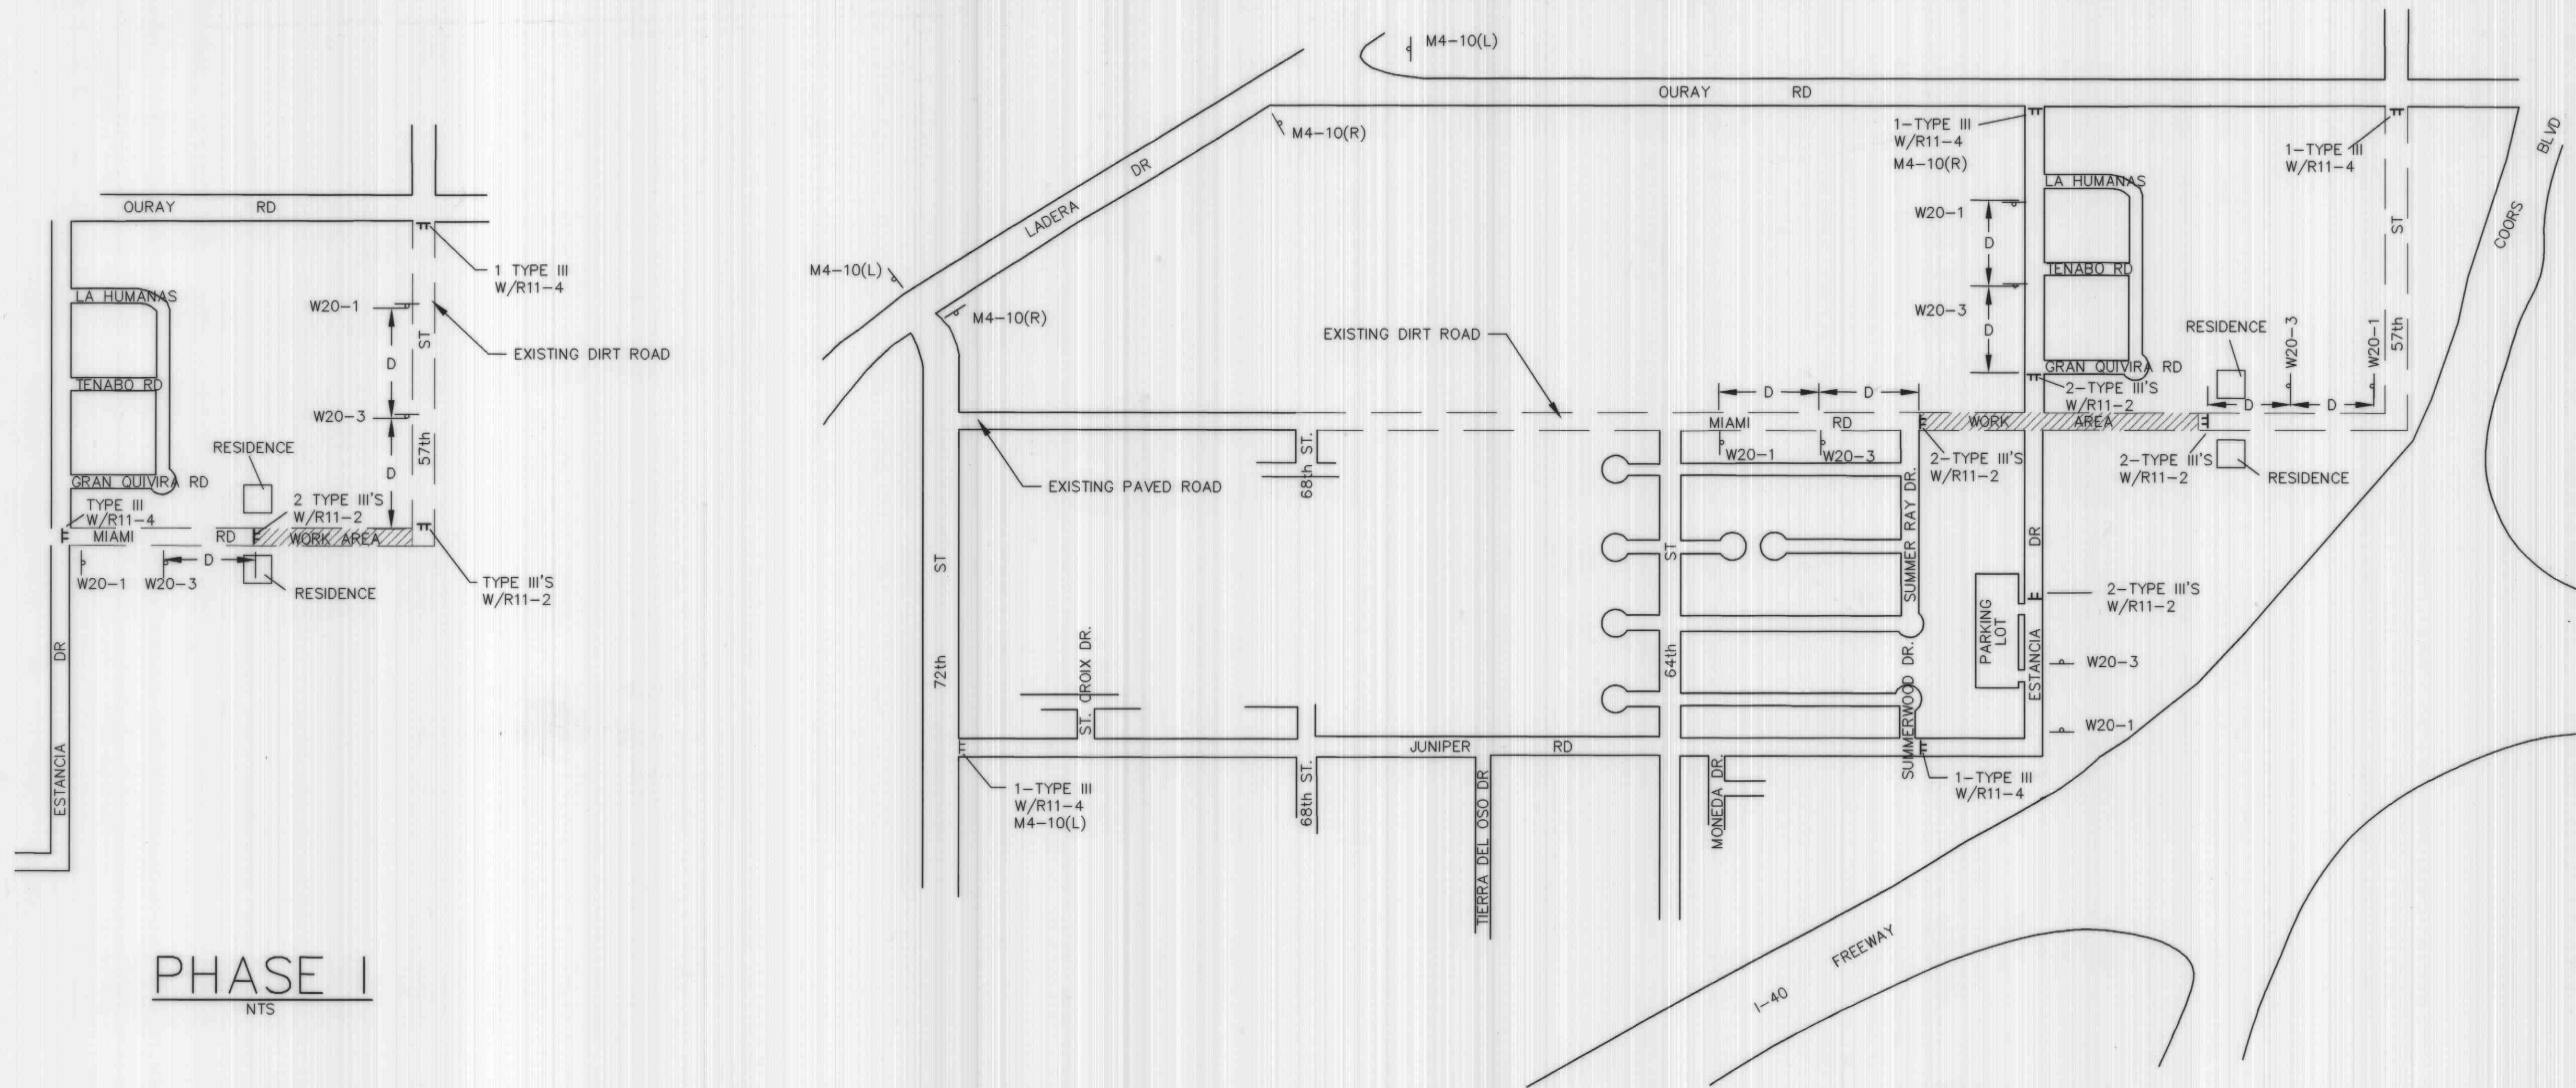 OURAY RD
1 TYPE III
W/R11-4
LA HUMANAS
W20-1
D
ST
EXISTING DIRT ROAD
TENABO RD
W20-3
D
57th
RESIDENCE
GRAN QUIVIRA RD
TYPE III
W/R11-4
2 TYPE III'S
W/R11-2
MIAMI RD
WORK AREA
D
W20-1
W20-3
RESIDENCE
TYPE III'S
W/R11-2
ESTANCIA DR
PHASE I
NTS
M4-10(L)
OURAY RD
M4-10(R)
LADERA DR
M4-10(L)
M4-10(R)
1-TYPE III
W/R11-4
M4-10(R)
1-TYPE III
W/R11-4
COORS BLVD
LA HUMANAS
W20-1
D
TENABO RD
W20-3
D
GRAN QUIVIRA RD
RESIDENCE
W20-3
W20-1
57th ST
EXISTING DIRT ROAD
D
D
2-TYPE III'S
W/R11-2
D
D
MIAMI RD
WORK AREA
W20-1
W20-3
2-TYPE III'S
W/R11-2
2-TYPE III'S
W/R11-2
RESIDENCE
EXISTING PAVED ROAD
68th ST.
72th ST
ST. CROIX DR.
64th ST
SUMMER RAY DR.
SUMMERWOOD DR.
PARKING
LOT
ESTANCIA DR
2-TYPE III'S
W/R11-2
W20-3
W20-1
JUNIPER RD
1-TYPE III
W/R11-4
M4-10(L)
68th ST.
TIERRA DEL OSO DR
MONEDA DR.
1-TYPE III
W/R11-4
I-40 FREEWAY